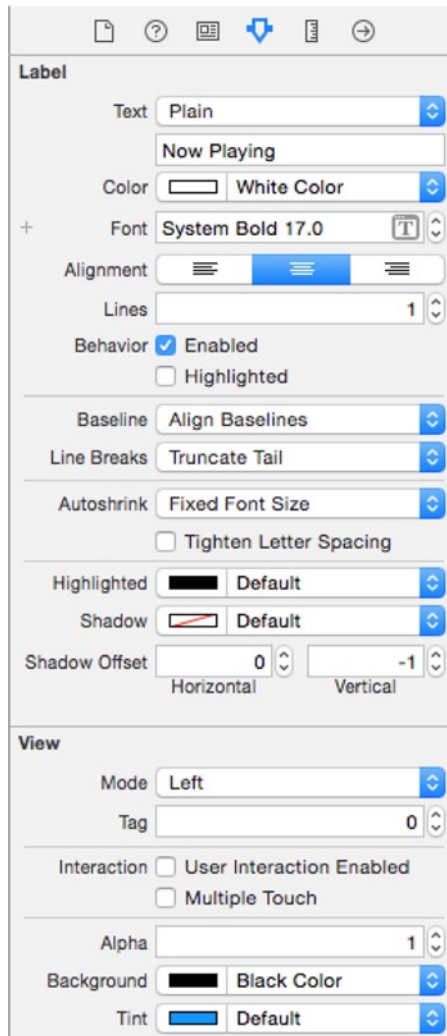 Label
Text Plain
Now Playing
Color White Color
+ Font System Bold 17.0 T
Alignment
Lines 1
Behavior Enabled
Highlighted
Baseline Align Baselines
Line Breaks Truncate Tail
Autoshrink Fixed Font Size
Tighten Letter Spacing
Highlighted Default
Shadow Default
Shadow Offset 0 -1
Horizontal Vertical
View
Mode Left
Tag 0
Interaction User Interaction Enabled
Multiple Touch
Alpha 1
Background Black Color
Tint Default